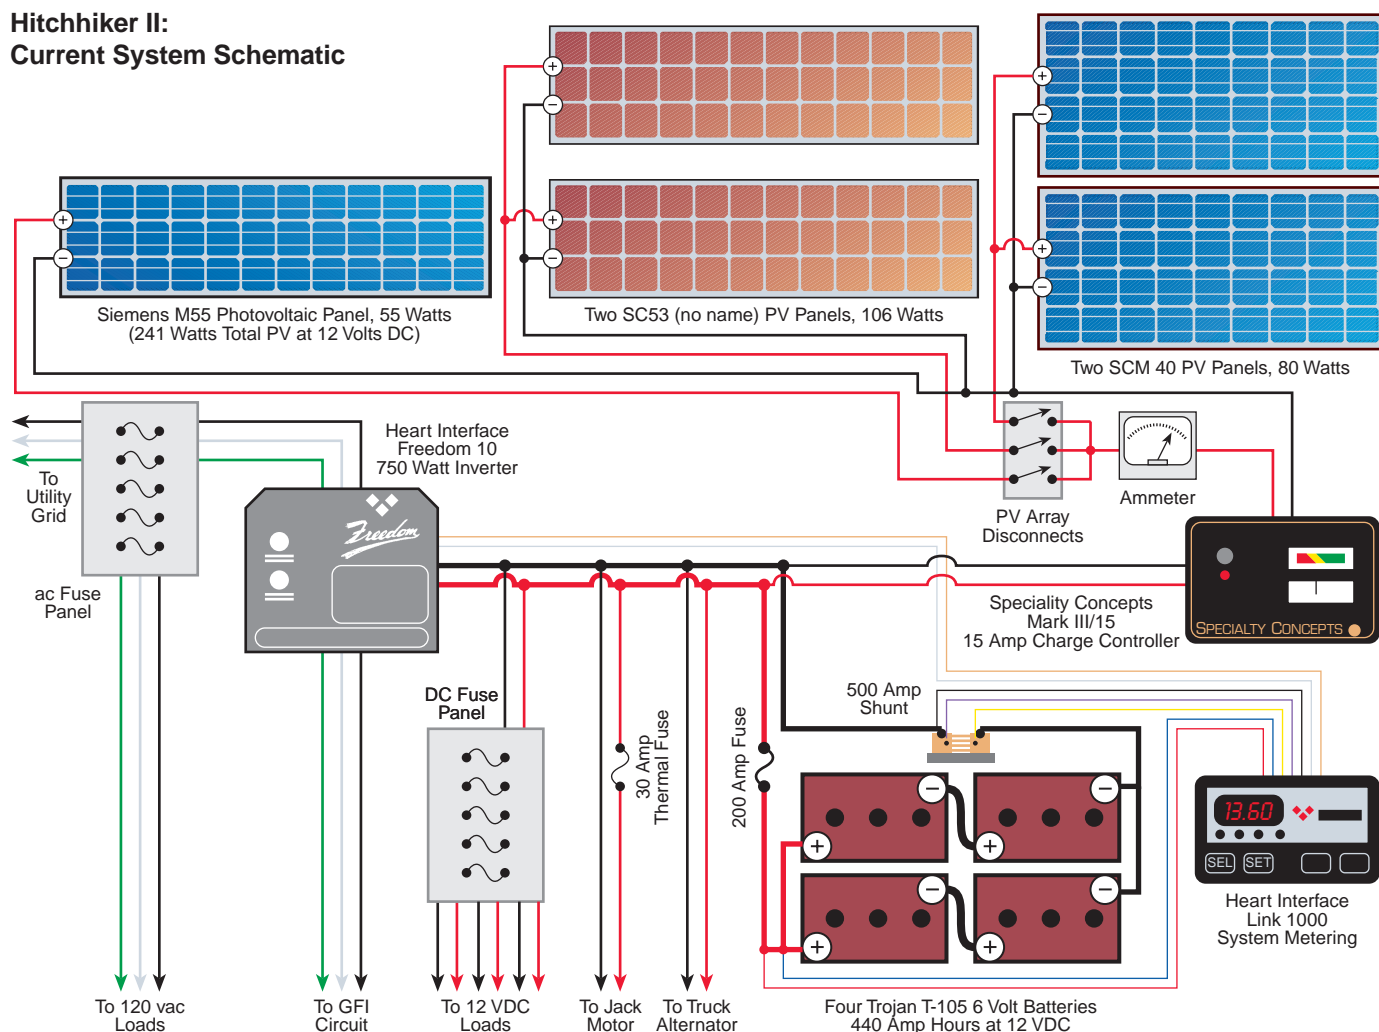 Hitchhiker II:
Current System Schematic
Siemens M55 Photovoltaic Panel, 55 Watts
(241 Watts Total PV at 12 Volts DC)
Two SC53 (no name) PV Panels, 106 Watts
Two SCM 40 PV Panels, 80 Watts
Heart Interface
Freedom 10
750 Watt Inverter
To
Utility
Grid
ac Fuse
Panel
Freedom
PV Array
Disconnects
Ammeter
SPECIALTY CONCEPTS
Speciality Concepts
Mark III/15
15 Amp Charge Controller
DC Fuse
Panel
30 Amp
Thermal Fuse
200 Amp Fuse
500 Amp
Shunt
13.60
SEL
SET
Heart Interface
Link 1000
System Metering
To 120 vac
Loads
To GFI
Circuit
To 12 VDC
Loads
To Jack
Motor
To Truck
Alternator
Four Trojan T-105 6 Volt Batteries
440 Amp Hours at 12 VDC